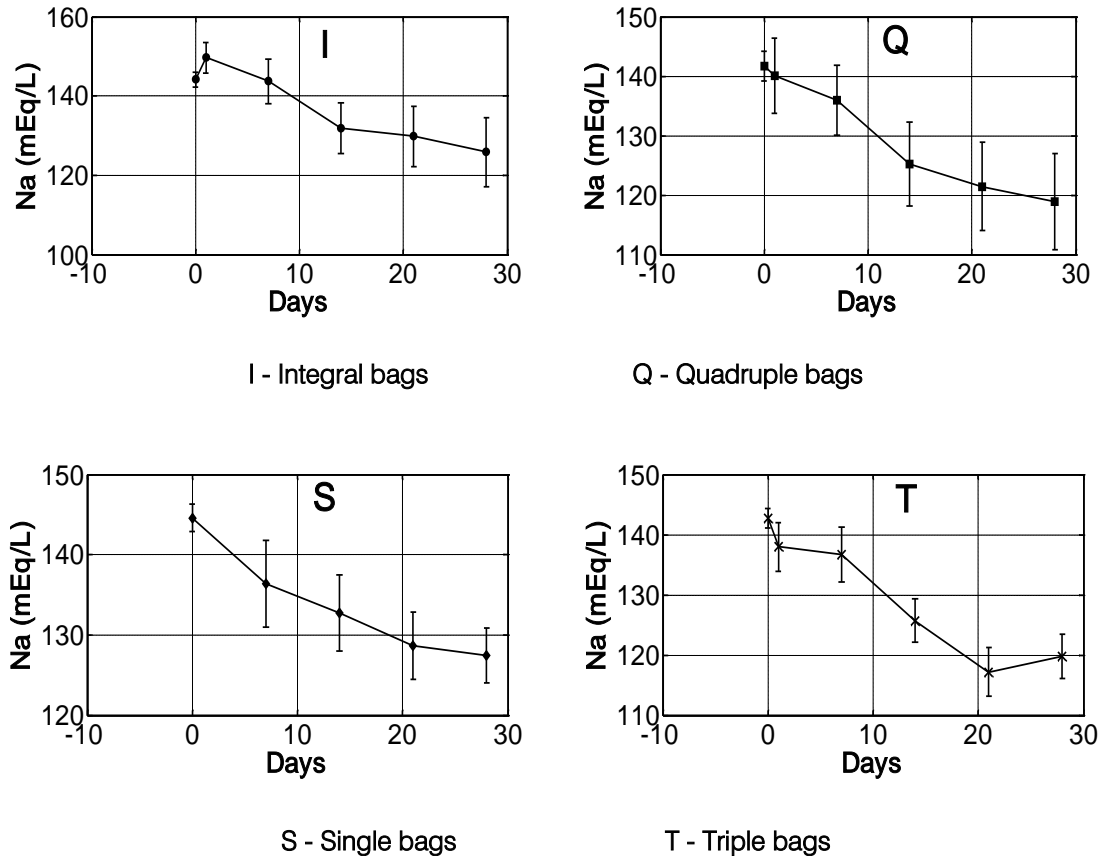 160
140
120
100
Na (mEq/L)
I
-10 0 10 20 30
Days
150
140
130
120
110
Na (mEq/L)
Q
-10 0 10 20 30
Days
I - Integral bags
Q - Quadruple bags
150
140
130
120
Na (mEq/L)
S
-10 0 10 20 30
Days
150
140
130
120
110
Na (mEq/L)
T
-10 0 10 20 30
Days
S - Single bags
T - Triple bags